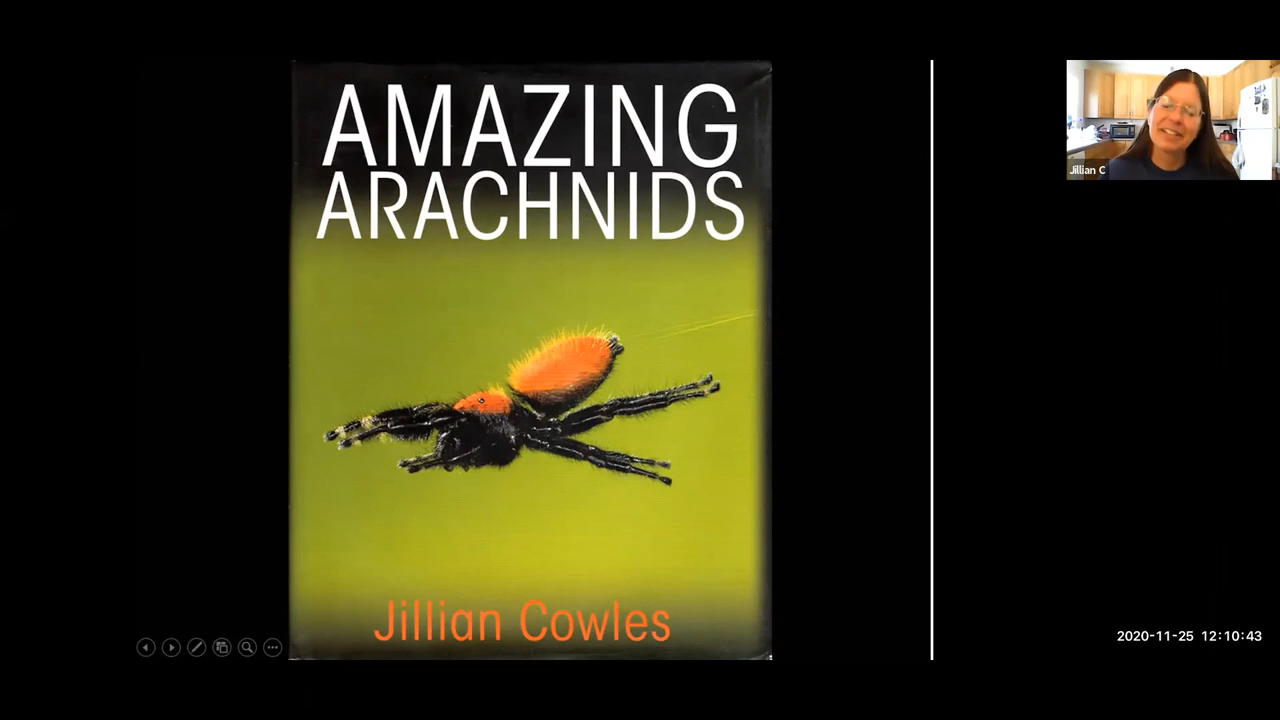 AMAZING
ARACHNIDS
Jillian Cowles
Jillian C
2020-11-25 12:10:43